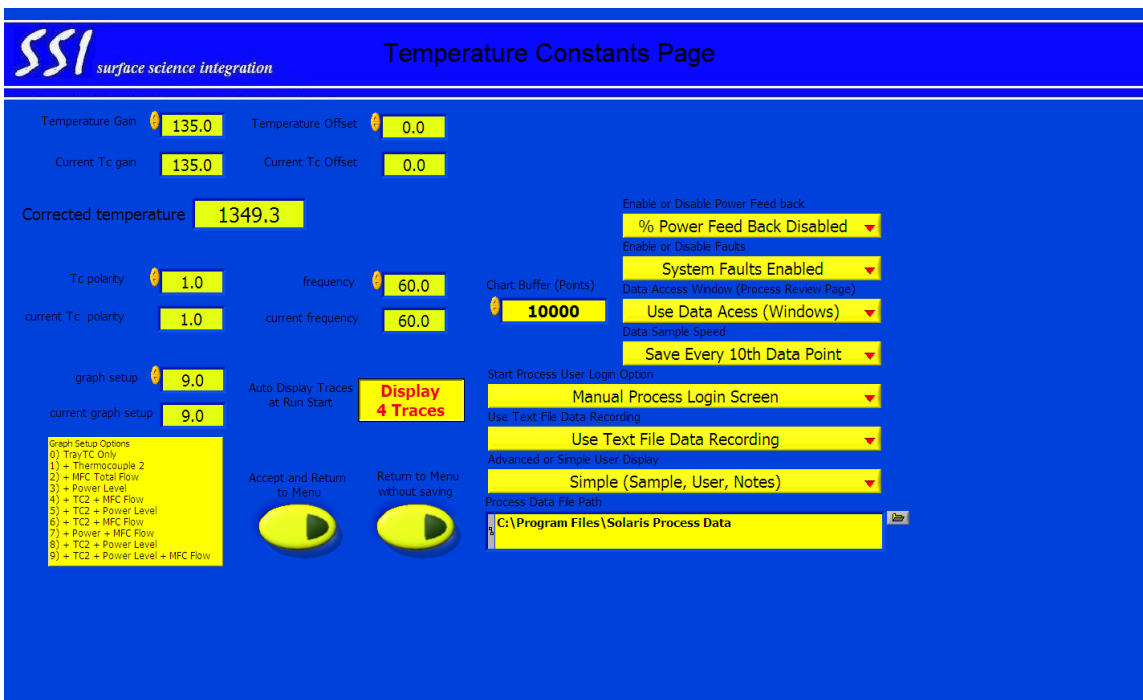 SSI surface science integration
Temperature Constants Page
Temperature Gain 135.0 Temperature Offset 0.0
Current Tc gain 135.0 Current Tc Offset 0.0
Corrected temperature 1349.3
Tc polarity 1.0 frequency 60.0
current Tc polarity 1.0 current frequency 60.0
graph setup 9.0
current graph setup 9.0
Auto Display Traces
at Run Start
Display
4 Traces
Graph Setup Options
0) TrayTC Only
1) + Thermocouple 2
2) + MFC Total Flow
3) + Power Level
4) + TC2 + MFC Flow
5) + TC2 + Power Level
6) + TC2 + MFC Flow
7) + Power + MFC Flow
8) + TC2 + Power Level
9) + TC2 + Power Level + MFC Flow
Accept and Return
to Menu
Return to Menu
without saving
Chart Buffer (Points)
10000
Enable or Disable Power Feed back
% Power Feed Back Disabled
Enable or Disable Faults
System Faults Enabled
Data Access Window (Process Review Page)
Use Data Acess (Windows)
Data Sample Speed
Save Every 10th Data Point
Start Process User Login Option
Manual Process Login Screen
Use Text File Data Recording
Use Text File Data Recording
Advanced or Simple User Display
Simple (Sample, User, Notes)
Process Data File Path
C:\Program Files\Solaris Process Data